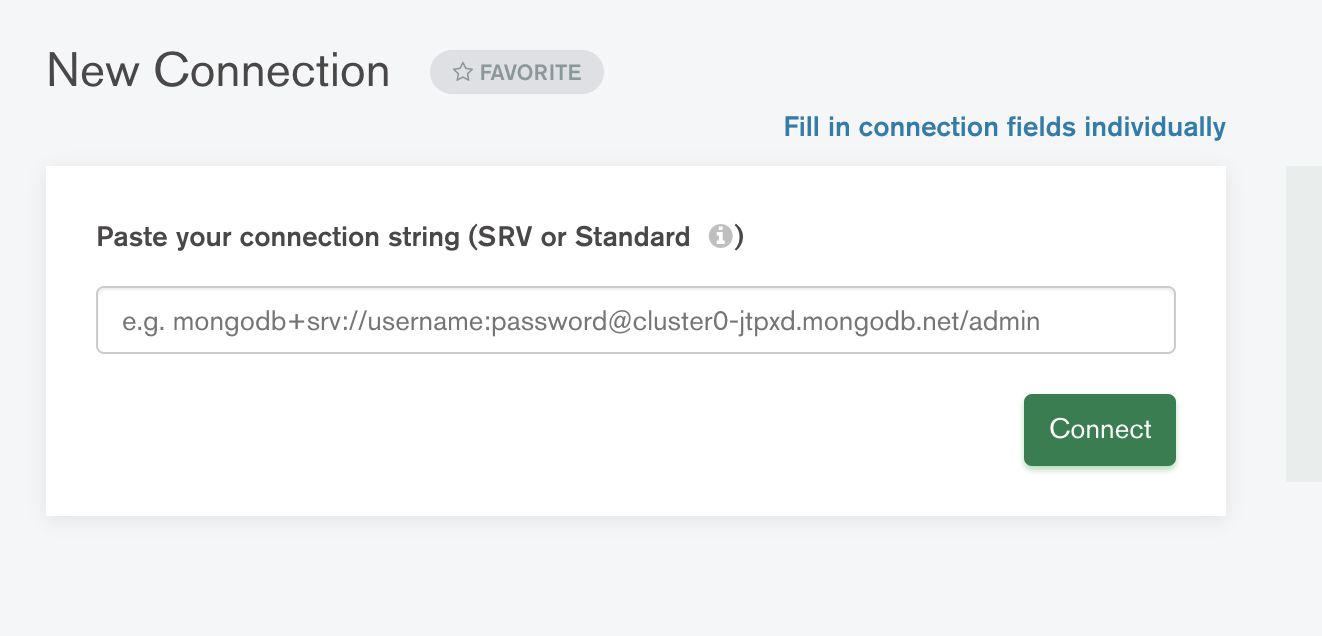 New Connection
FAVORITE
Fill in connection fields individually
Paste your connection string (SRV or Standard )
e.g. mongodb+srv://username:password@cluster0-jtpxd.mongodb.net/admin
Connect